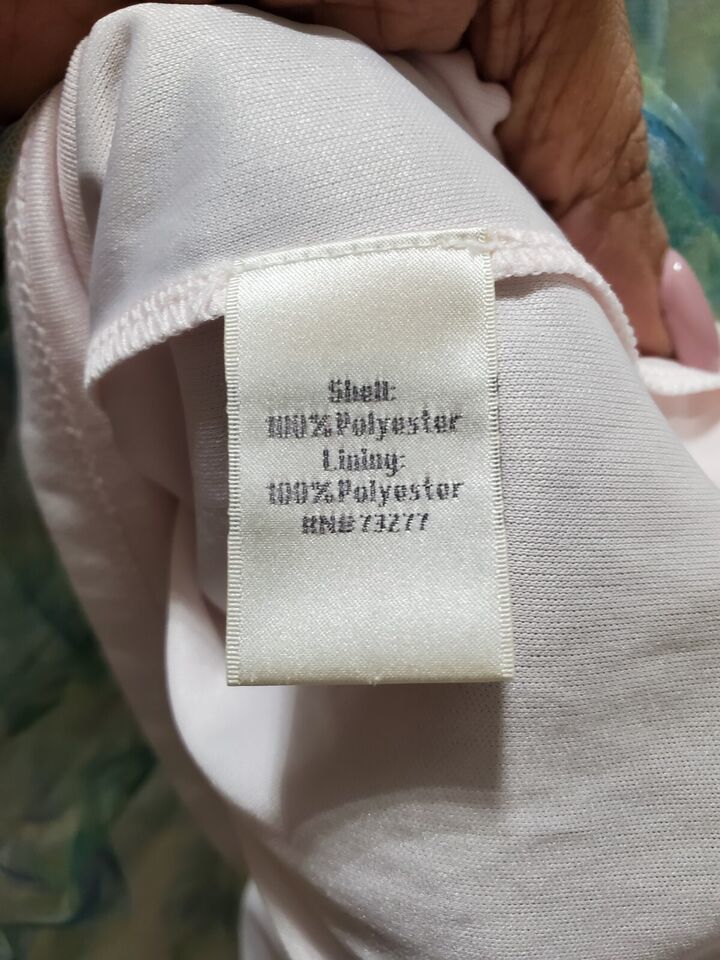 Shell:
100% Polyester
Lining:
100% Polyester
RN# 73277